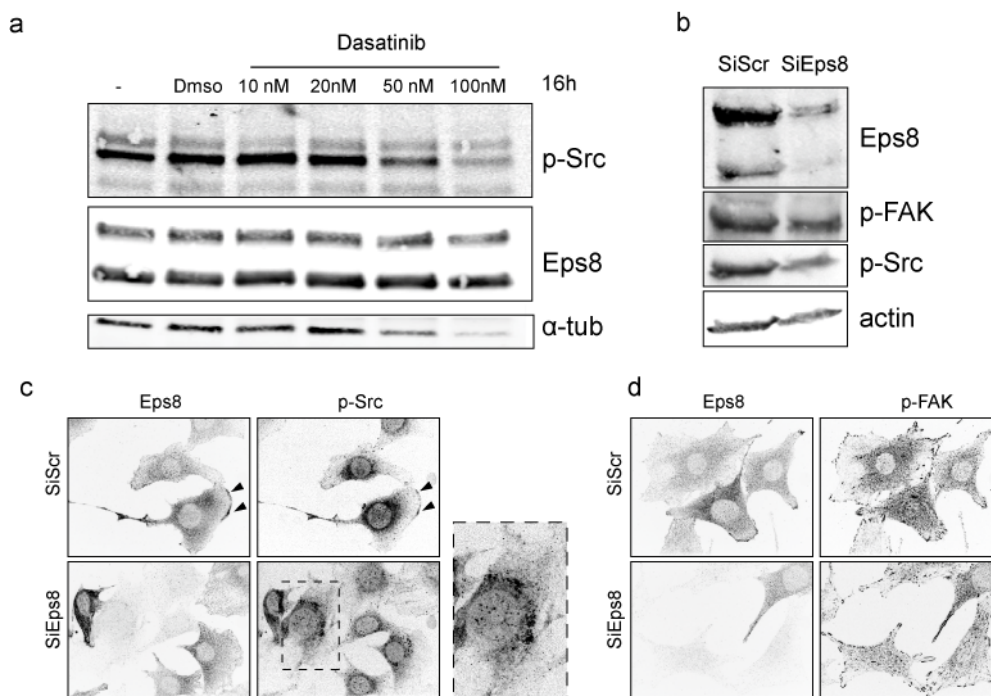 a
Dasatinib
- Dmso 10 nM 20nM 50 nM 100nM 16h
p-Src
Eps8
α-tub
b
SiScr SiEps8
Eps8
p-FAK
p-Src
actin
c
Eps8 p-Src
SiScr
SiEps8
d
Eps8 p-FAK
SiScr
SiEps8